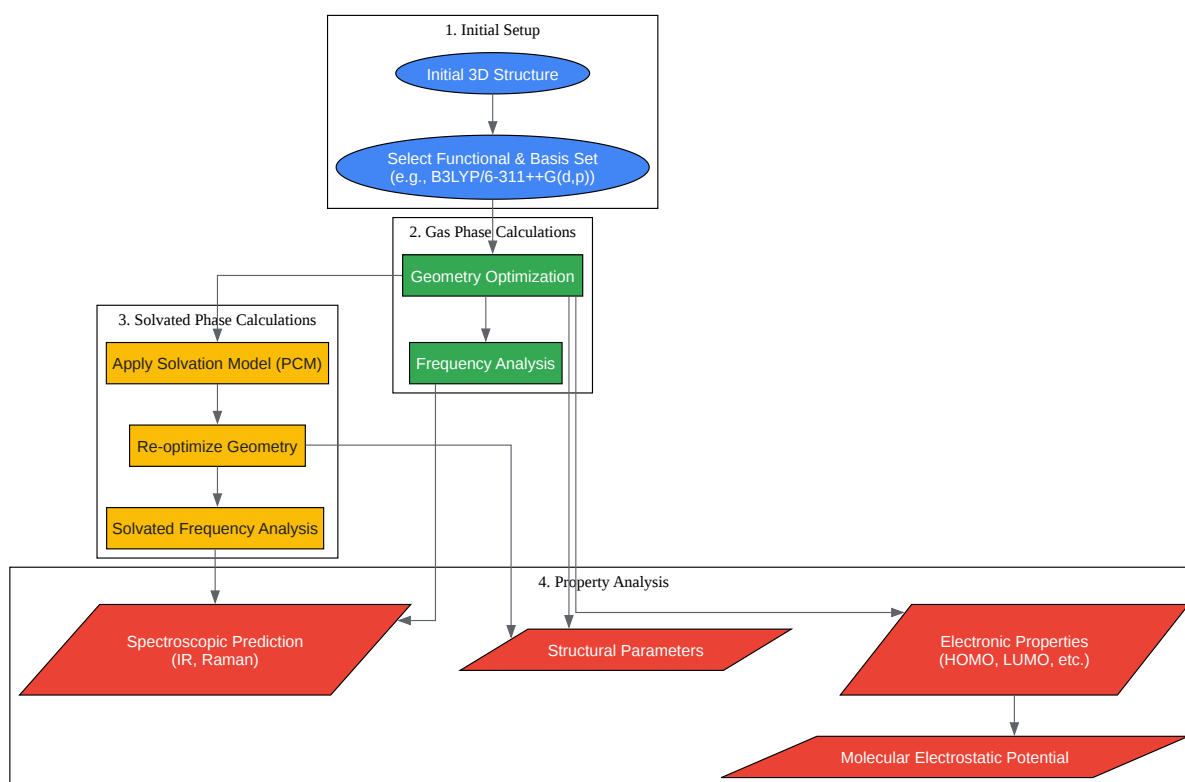 1. Initial Setup
Initial 3D Structure
Select Functional & Basis Set
(e.g., B3LYP/6-311++G(d,p))
2. Gas Phase Calculations
Geometry Optimization
Frequency Analysis
3. Solvated Phase Calculations
Apply Solvation Model (PCM)
Re-optimize Geometry
Solvated Frequency Analysis
4. Property Analysis
Spectroscopic Prediction
(IR, Raman)
Structural Parameters
Electronic Properties
(HOMO, LUMO, etc.)
Molecular Electrostatic Potential